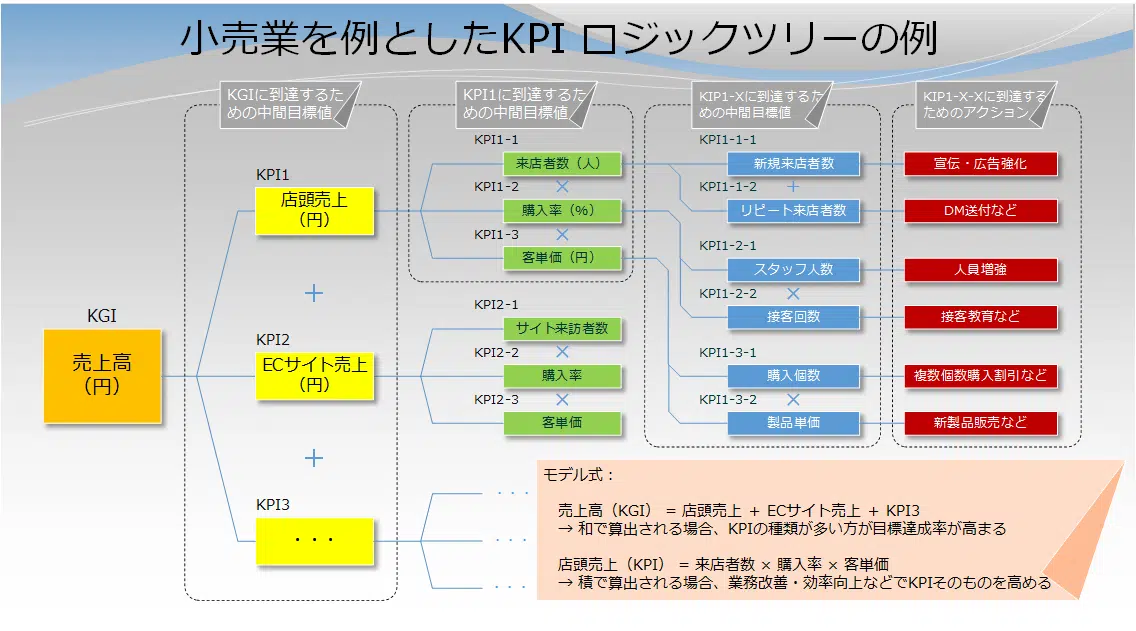 小売業を例としたKPI ロジックツリーの例
KGIに到達するた
めの中間目標値
KPI1に到達するた
めの中間目標値
KIP1-Xに到達するた
めの中間目標値
KIP1-X-Xに到達する
ためのアクション
KGI
売上高
（円）
KPI1
店頭売上
（円）
＋
KPI2
ECサイト売上
（円）
＋
KPI3
・・・
KPI1-1
来店者数（人）
KPI1-2
×
購入率（%）
KPI1-3
×
客単価（円）
KPI2-1
サイト来訪者数
KPI2-2
×
購入率
KPI2-3
×
客単価
・・・
・・・
・・・
KPI1-1-1
新規来店者数
KPI1-1-2
＋
リピート来店者数
KPI1-2-1
スタッフ人数
KPI1-2-2
×
接客回数
KPI1-3-1
購入個数
KPI1-3-2
×
製品単価
宣伝・広告強化
DM送付など
人員増強
接客教育など
複数個数購入割引など
新製品販売など
モデル式：
売上高（KGI） = 店頭売上 + ECサイト売上 + KPI3
→ 和で算出される場合、KPIの種類が多い方が目標達成率が高まる
店頭売上（KPI） = 来店者数 × 購入率 × 客単価
→ 積で算出される場合、業務改善・効率向上などでKPIそのものを高める